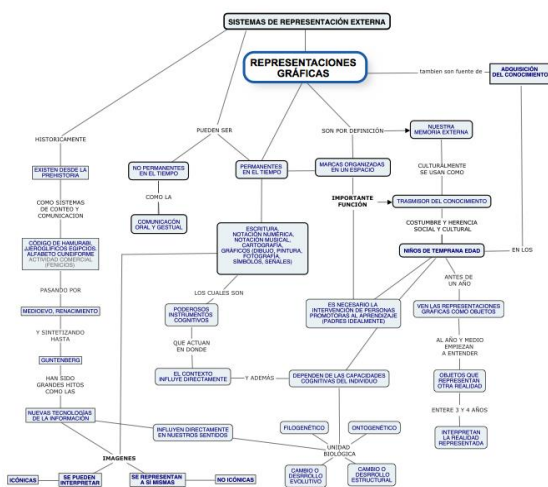 SISTEMAS DE REPRESENTACIÓN EXTERNA
REPRESENTACIONES
GRÁFICAS
tambien son fuente de
ADQUISICIÓN
DEL CONOCIMIENTO
HISTORICAMENTE
PUEDEN SER
SON POR DEFINICIÓN
NUESTRA
MEMORIA EXTERNA
EXISTEN DESDE LA
PREHISTORIA
NO PERMANENTES
EN EL TIEMPO
PERMANENTES
EN EL TIEMPO
MARCAS ORGANIZADAS
EN UN ESPACIO
CULTURALMENTE
SE USAN COMO
COMO SISTEMAS
DE CONTEO Y
COMUNICACION
COMO LA
IMPORTANTE
FUNCIÓN
TRASMISOR DEL CONOCIMIENTO
COMUNICACÓN
ORAL Y GESTUAL
COSTUMBRE Y HERENCIA
SOCIAL Y CULTURAL
CÓDIGO DE HAMURABI,
JJEROGLÍFICOS EGIPCIOS,
ALFABETO CUNEIFORME
ACTIVIDAD COMERCIAL
(FENICIOS)
ESCRITURA,
NOTACIÓN NUMÉRICA,
NOTACIÓN MUSICAL,
CARTOGRAFÍA,
GRÁFICOS (DIBUJO, PINTURA,
FOTOGRAFÍA,
SÍMBOLOS, SEÑALES)
NIÑOS DE TEMPRANA EDAD
EN LOS
PASANDO POR
LOS CUALES SON
ANTES DE
UN AÑO
MEDIOEVO, RENACIMIENTO
PODEROSOS
INSTRUMENTOS
COGNITIVOS
ES NECESARIO LA
INTERVENCIÓN DE PERSONAS
PROMOTORAS AL APRENDIZAJE
(PADRES IDEALMENTE)
VEN LAS REPRESENTACIONES
GRÁFICAS COMO OBJETOS
Y SINTETIZANDO
HASTA
QUE ACTUAN
EN DONDE
AL AÑO Y MEDIO
EMPIEZAN
A ENTENDER
GUNTENBERG
EL CONTEXTO
INFLUYE DIRECTAMENTE
Y ADEMÁS
DEPENDEN DE LAS CAPACIDADES
COGNITIVAS DEL INDIVIDUO
OBJETOS QUE
REPRESENTAN
OTRA REALIDAD
HAN SIDO
GRANDES HITOS
COMO LAS
ENTERE 3 Y 4 AÑOS
NUEVAS TECNOLOGÍAS
DE LA INFORMACIÓN
INFLUYEN DIRECTAMENTE
EN NUESTROS SENTIDOS
FILOGENÉTICO
ONTOGENÉTICO
INTERPRETAN
LA REALIDAD
REPRESENTADA
UNIDAD
BIOLÓGICA
IMAGENES
CAMBIO O
DESRROLLO
EVOLUTIVO
CAMBIO O
DESRROLLO
ESTRUCTURAL
ICÓNICAS
SE PUEDEN
INTERPRETAR
SE REPRESENTAN
A SI MISMAS
NO ICÓNICAS